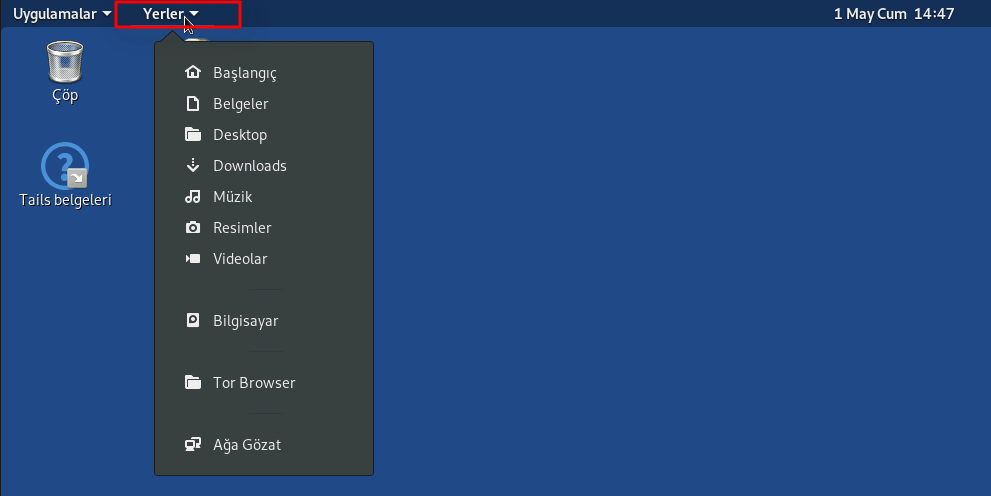 Uygulamalar Yerler 1 May Cum 14:47
Çöp
Tails belgeleri
Başlangıç
Belgeler
Desktop
Downloads
Müzik
Resimler
Videolar
Bilgisayar
Tor Browser
Ağa Gözat